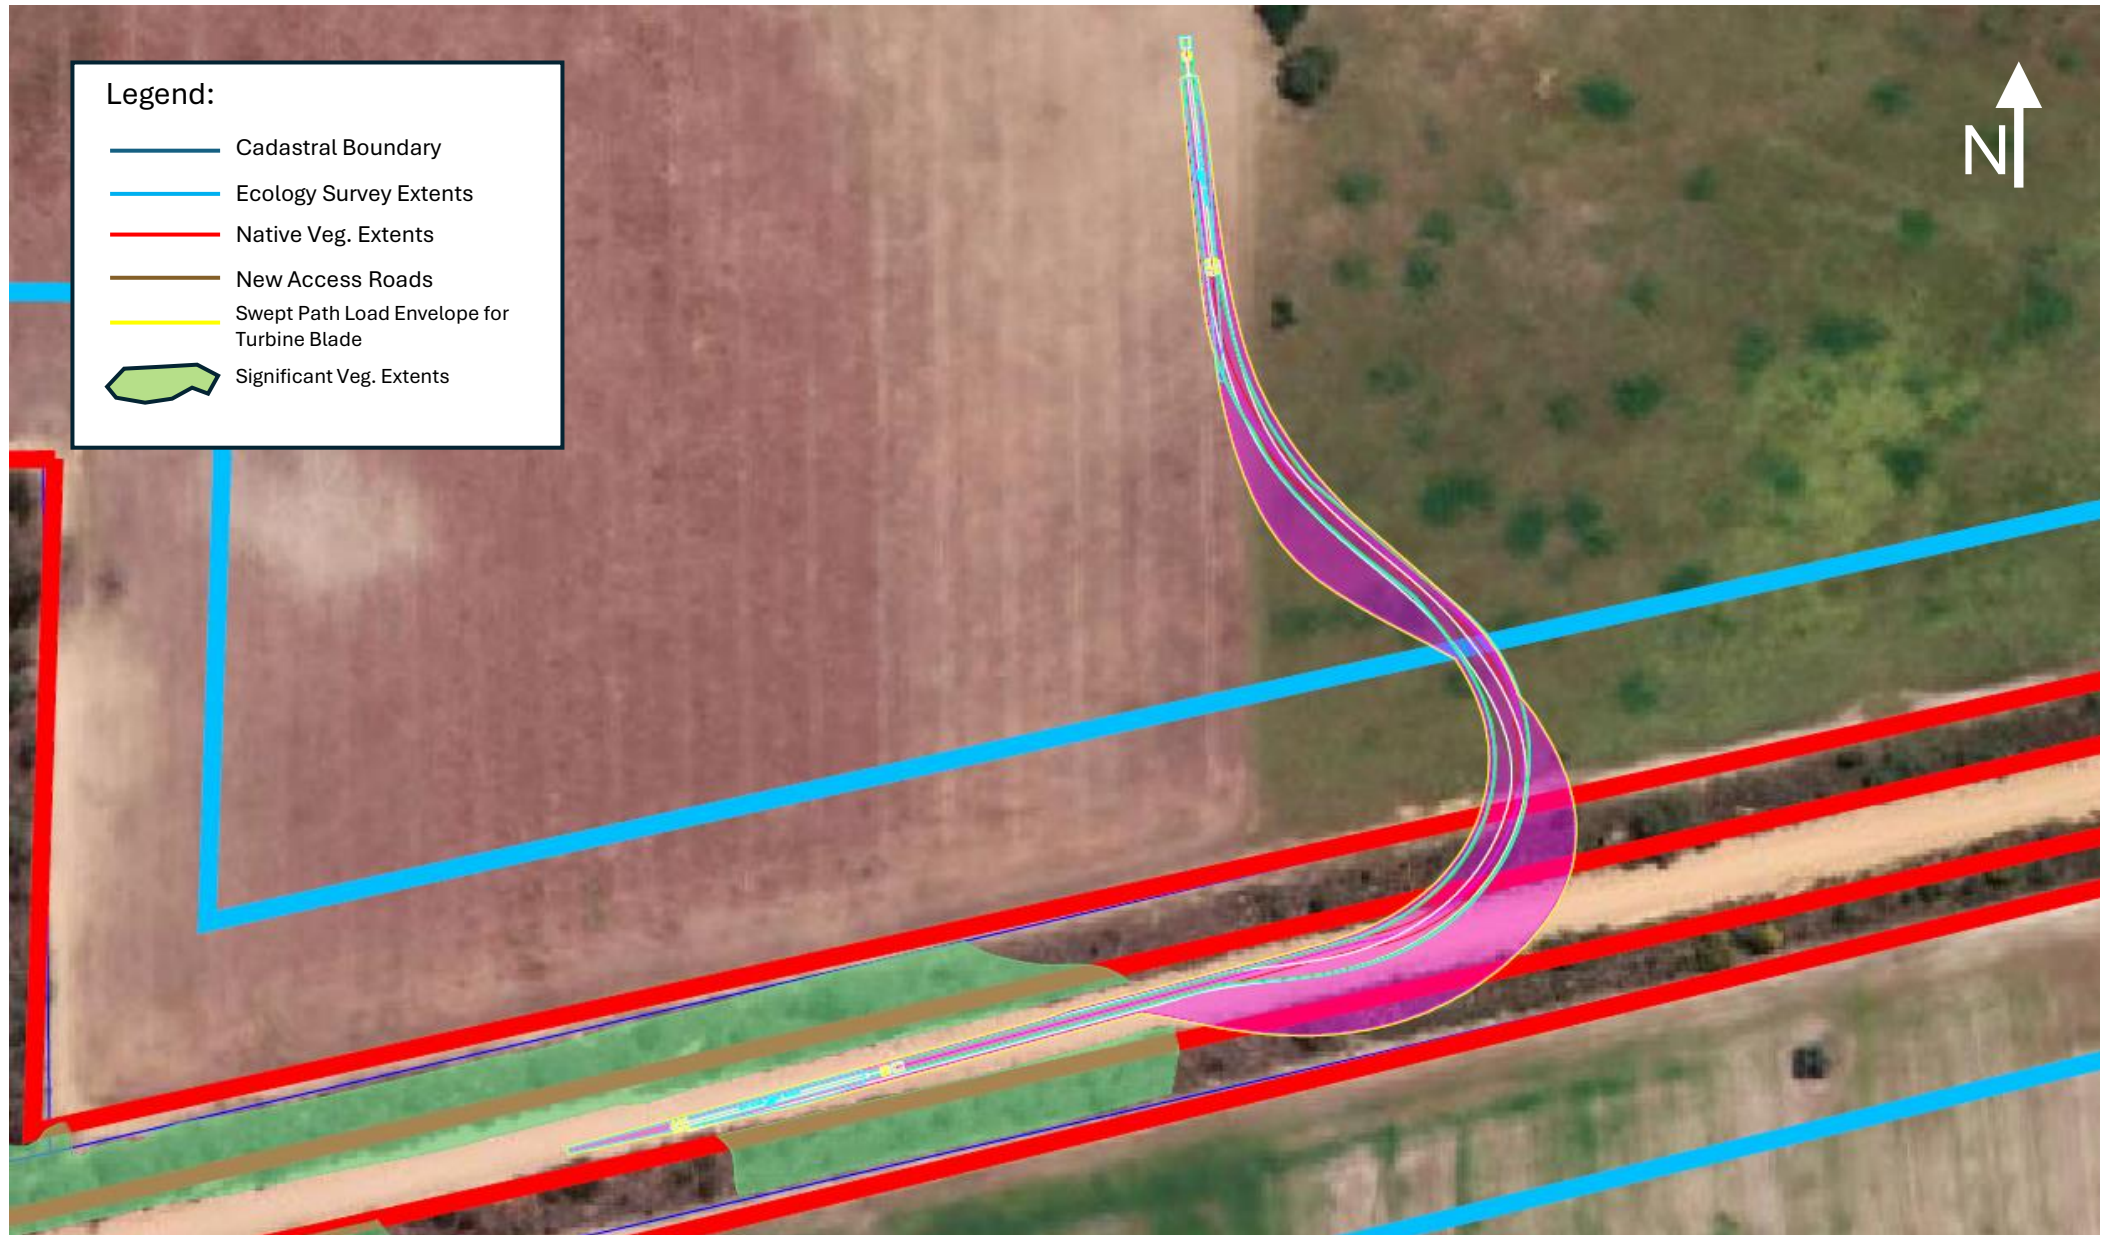 Legend:
Cadastral Boundary
Ecology Survey Extents
Native Veg. Extents
New Access Roads
Swept Path Load Envelope for
Turbine Blade
Significant Veg. Extents
N